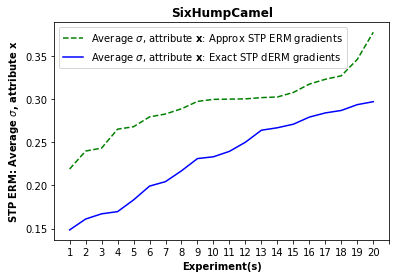 SixHumpCamel
Average σ, attribute x: Approx STP ERM gradients
Average σ, attribute x: Exact STP dERM gradients
STP ERM: Average σ, attribute x
0.35
0.30
0.25
0.20
0.15
1 2 3 4 5 6 7 8 9 10 11 12 13 14 15 16 17 18 19 20
Experiment(s)